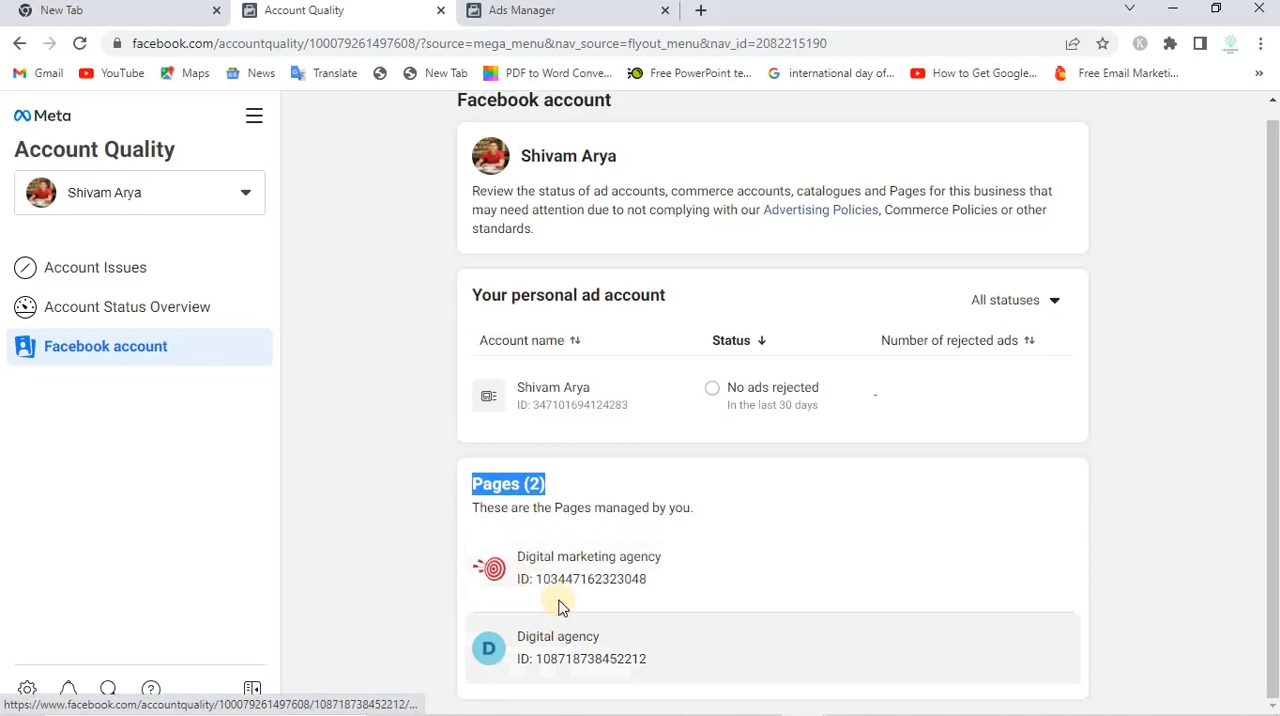 New Tab
Account Quality
Ads Manager
facebook.com/accountquality/100079261497608/?source=mega_menu&nav_source=flyout_menu&nav_id=2082215190
Gmail
YouTube
Maps
News
Translate
New Tab
PDF to Word Conve...
Free PowerPoint te...
international day of...
How to Get Google...
Free Email Marketi...
»
Meta
Account Quality
Shivam Arya
Account Issues
Account Status Overview
Facebook account
Facebook account
Shivam Arya
Review the status of ad accounts, commerce accounts, catalogues and Pages for this business that
may need attention due to not complying with our Advertising Policies, Commerce Policies or other
standards.
Your personal ad account
All statuses
Account name
Status
Number of rejected ads
Shivam Arya
No ads rejected
-
ID: 347101694124283
In the last 30 days
Pages (2)
These are the Pages managed by you.
Digital marketing agency
ID: 103447162323048
D
Digital agency
ID: 108718738452212
https://www.facebook.com/accountquality/100079261497608/108718738452212/...